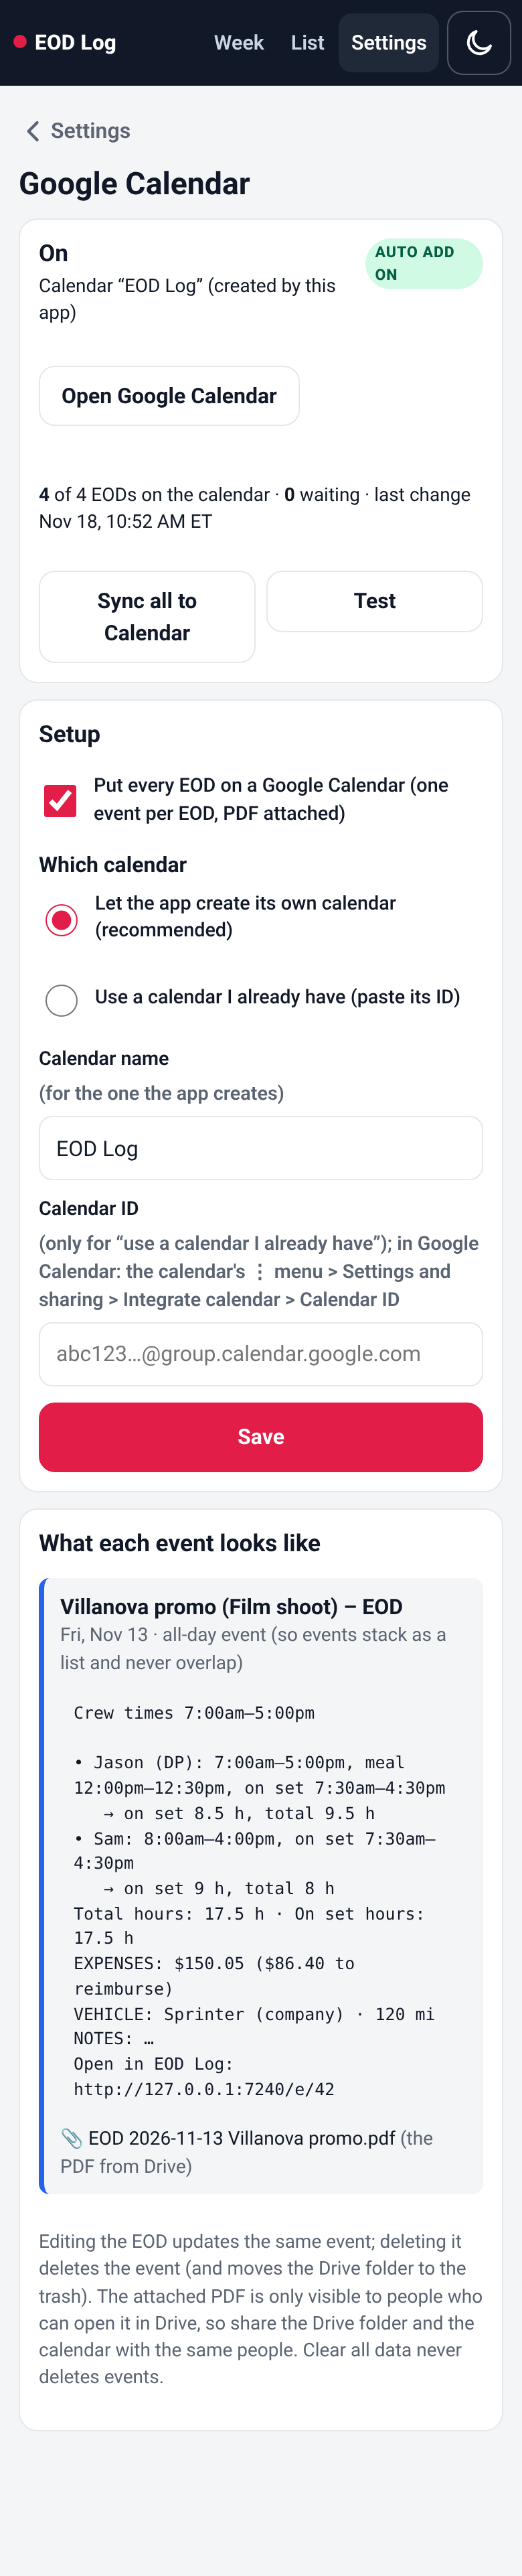 EOD Log
Week
List
Settings
Settings
Google Calendar
On
AUTO ADD
ON
Calendar “EOD Log” (created by this
app)
Open Google Calendar
4 of 4 EODs on the calendar · 0 waiting · last change
Nov 18, 10:52 AM ET
Sync all to
Calendar
Test
Setup
Put every EOD on a Google Calendar (one
event per EOD, PDF attached)
Which calendar
Let the app create its own calendar
(recommended)
Use a calendar I already have (paste its ID)
Calendar name
(for the one the app creates)
EOD Log
Calendar ID
(only for “use a calendar I already have”); in Google
Calendar: the calendar's ⋮ menu > Settings and
sharing > Integrate calendar > Calendar ID
abc123…@group.calendar.google.com
Save
What each event looks like
Villanova promo (Film shoot) – EOD
Fri, Nov 13 · all-day event (so events stack as a
list and never overlap)
Crew times 7:00am–5:00pm
• Jason (DP): 7:00am–5:00pm, meal
12:00pm–12:30pm, on set 7:30am–4:30pm
→ on set 8.5 h, total 9.5 h
• Sam: 8:00am–4:00pm, on set 7:30am–
4:30pm
→ on set 9 h, total 8 h
Total hours: 17.5 h · On set hours:
17.5 h
EXPENSES: $150.05 ($86.40 to
reimburse)
VEHICLE: Sprinter (company) · 120 mi
NOTES: …
Open in EOD Log:
http://127.0.0.1:7240/e/42
📎 EOD 2026-11-13 Villanova promo.pdf (the
PDF from Drive)
Editing the EOD updates the same event; deleting it
deletes the event (and moves the Drive folder to the
trash). The attached PDF is only visible to people who
can open it in Drive, so share the Drive folder and the
calendar with the same people. Clear all data never
deletes events.